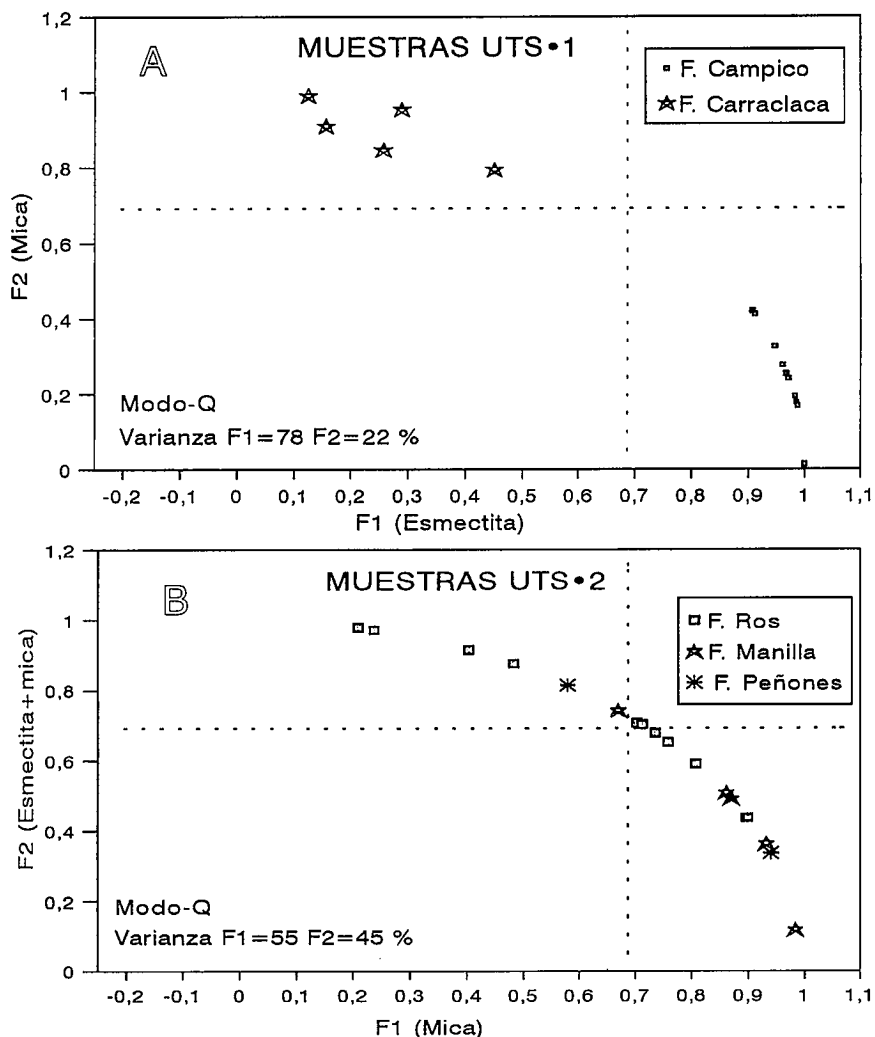 A
MUESTRAS UTS•1
F. Campico
F. Carraclaca
1,2
1
0,8
0,6
0,4
0,2
0
F2 (Mica)
Modo-Q
Varianza F1=78 F2=22 %
-0,2 -0,1 0 0,1 0,2 0,3 0,4 0,5 0,6 0,7 0,8 0,9 1 1,1
F1 (Esmectita)
B
MUESTRAS UTS•2
F. Ros
F. Manilla
F. Peñones
1,2
1
0,8
0,6
0,4
0,2
0
F2 (Esmectita+mica)
Modo-Q
Varianza F1=55 F2=45 %
-0,2 -0,1 0 0,1 0,2 0,3 0,4 0,5 0,6 0,7 0,8 0,9 1 1,1
F1 (Mica)